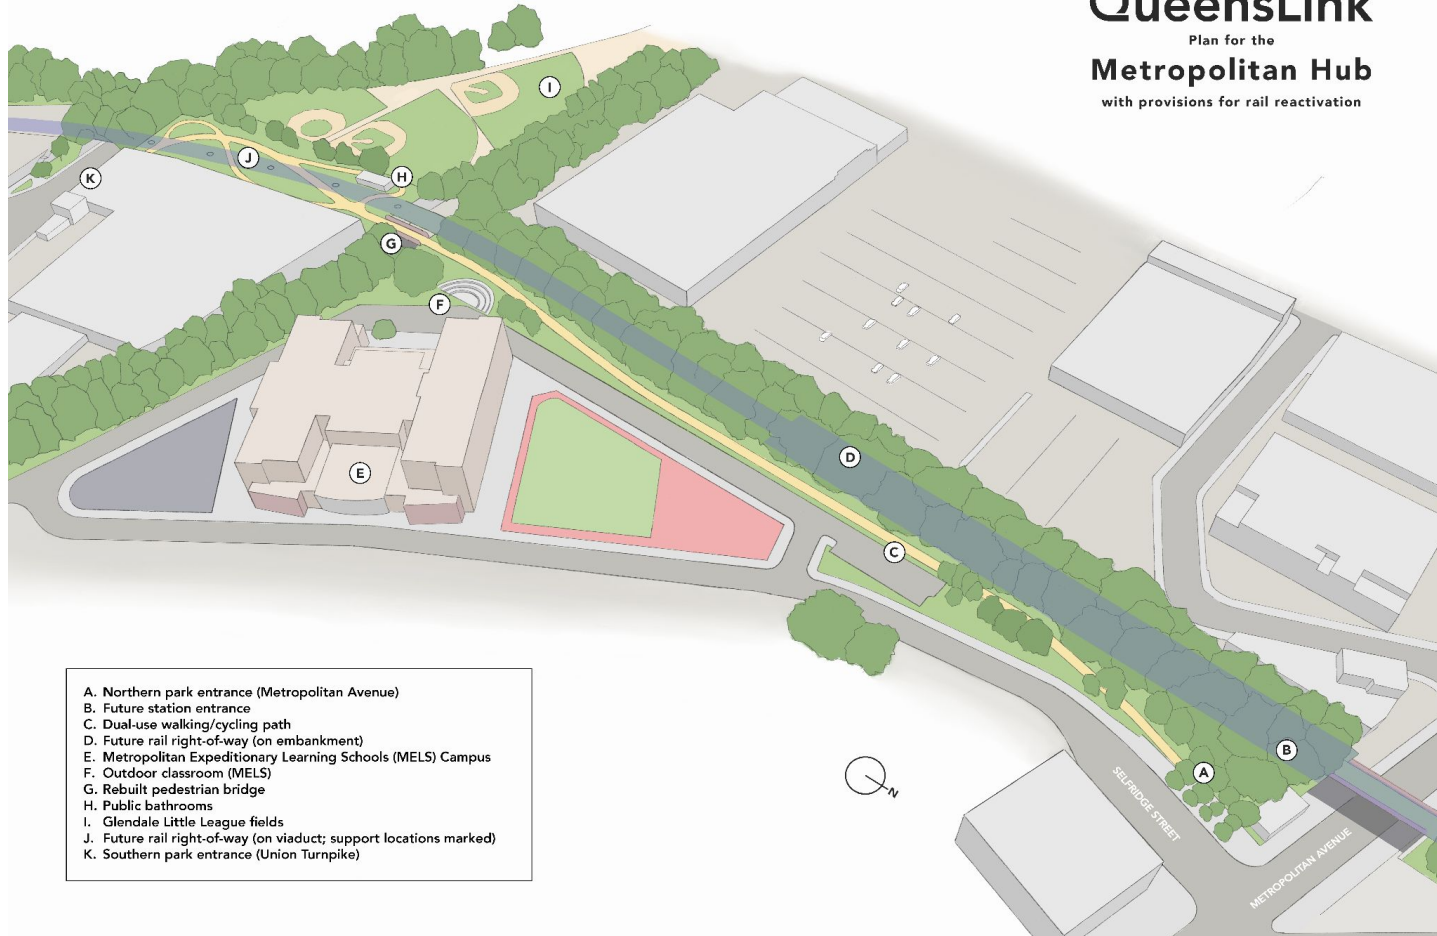 QueensLink
Plan for the
Metropolitan Hub
with provisions for rail reactivation
I
J
H
K
G
F
E
D
C
B
A
N
SELFRIDGE STREET
METROPOLITAN AVENUE
A. Northern park entrance (Metropolitan Avenue)
B. Future station entrance
C. Dual-use walking/cycling path
D. Future rail right-of-way (on embankment)
E. Metropolitan Expeditionary Learning Schools (MELS) Campus
F. Outdoor classroom (MELS)
G. Rebuilt pedestrian bridge
H. Public bathrooms
I. Glendale Little League fields
J. Future rail right-of-way (on viaduct; support locations marked)
K. Southern park entrance (Union Turnpike)